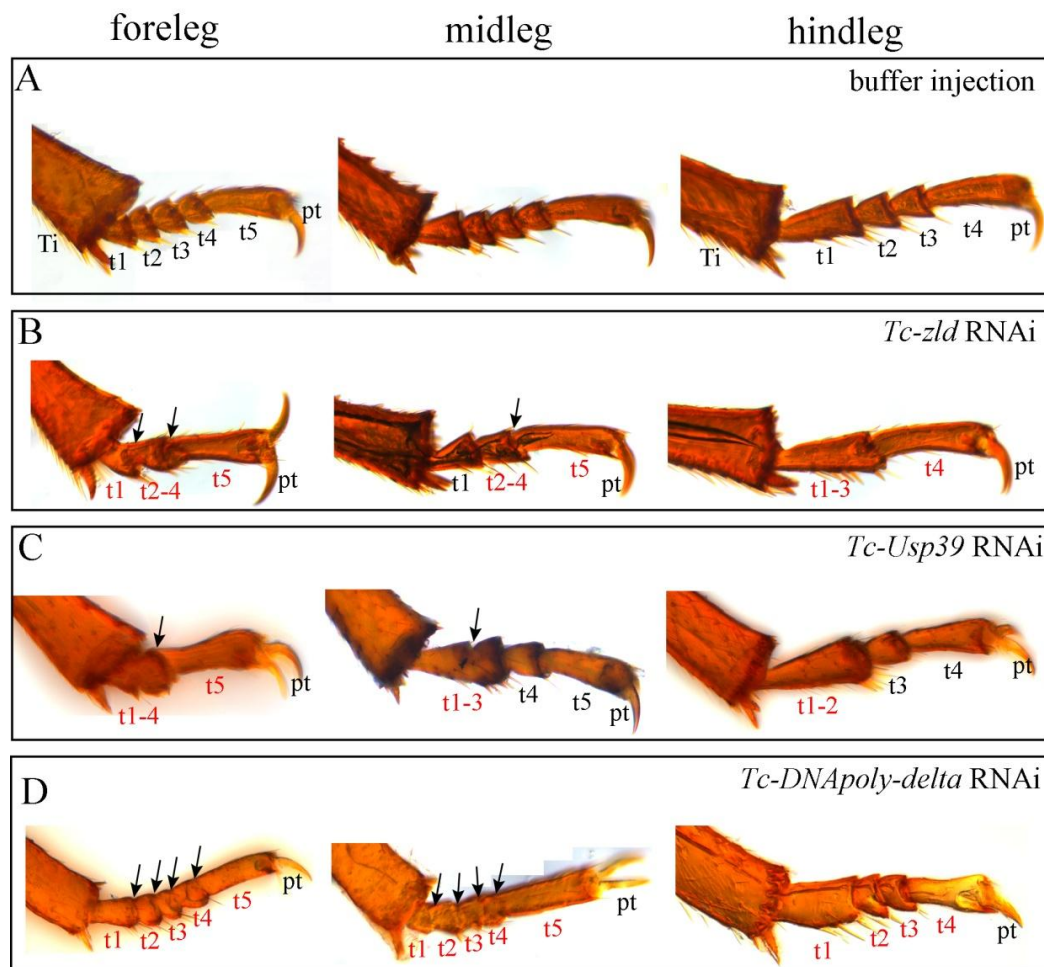 foreleg midleg hindleg
A buffer injection
Ti t1 t2 t3 t4 t5 pt Ti t1 t2 t3 t4 pt
B Tc-zld RNAi
t1 t2-4 t5 pt t1 t2-4 t5 pt t1-3 t4 pt
C Tc-Usp39 RNAi
t1-4 t5 pt t1-3 t4 t5 pt t1-2 t3 t4 pt
D Tc-DNApoly-delta RNAi
t1 t2 t3 t4 t5 pt t1 t2 t3 t4 t5 pt t1 t2 t3 t4 pt